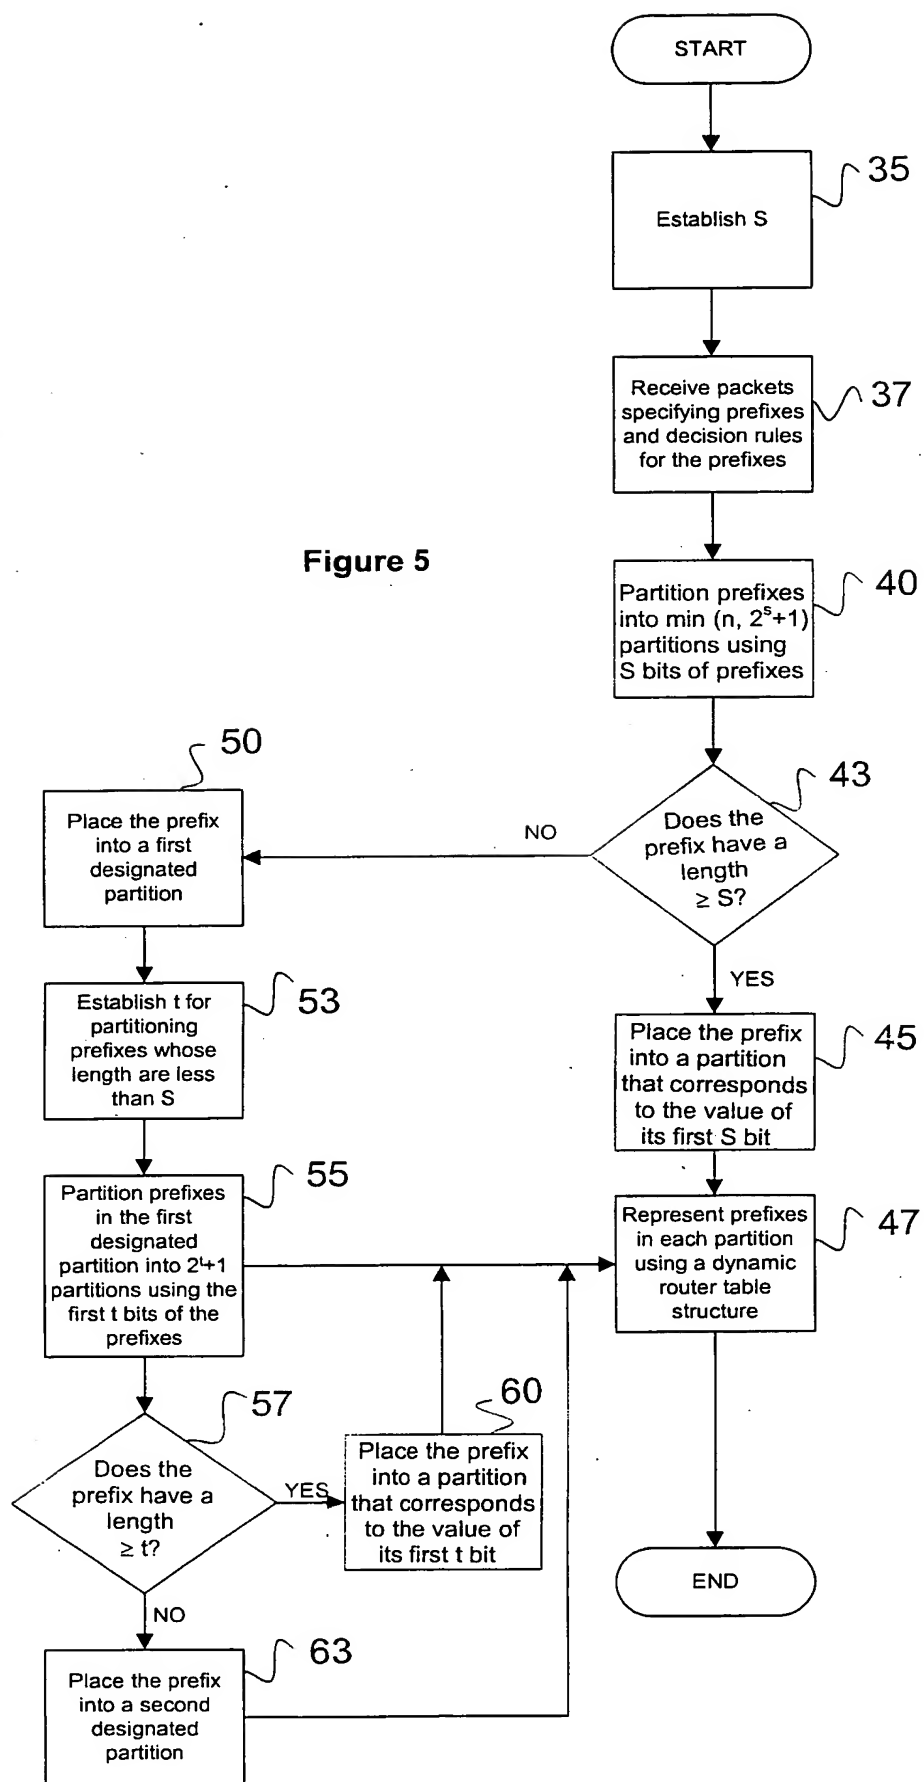 START
35
Establish S
Receive packets
specifying prefixes
and decision rules
for the prefixes
37
Figure 5
Partition prefixes
into min (n, 2^s+1)
partitions using
S bits of prefixes
40
50
43
Place the prefix
into a first
designated
partition
NO
Does the
prefix have a
length
≥ S?
YES
Establish t for
partitioning
prefixes whose
length are less
than S
53
Place the prefix
into a partition
that corresponds
to the value of
its first S bit
45
55
Partition prefixes
in the first
designated
partition into 2^t+1
partitions using the
first t bits of the
prefixes
Represent prefixes
in each partition
using a dynamic
router table
structure
47
57
60
Does the
prefix have a
length
≥ t?
YES
Place the prefix
into a partition
that corresponds
to the value of
its first t bit
END
NO
63
Place the prefix
into a second
designated
partition